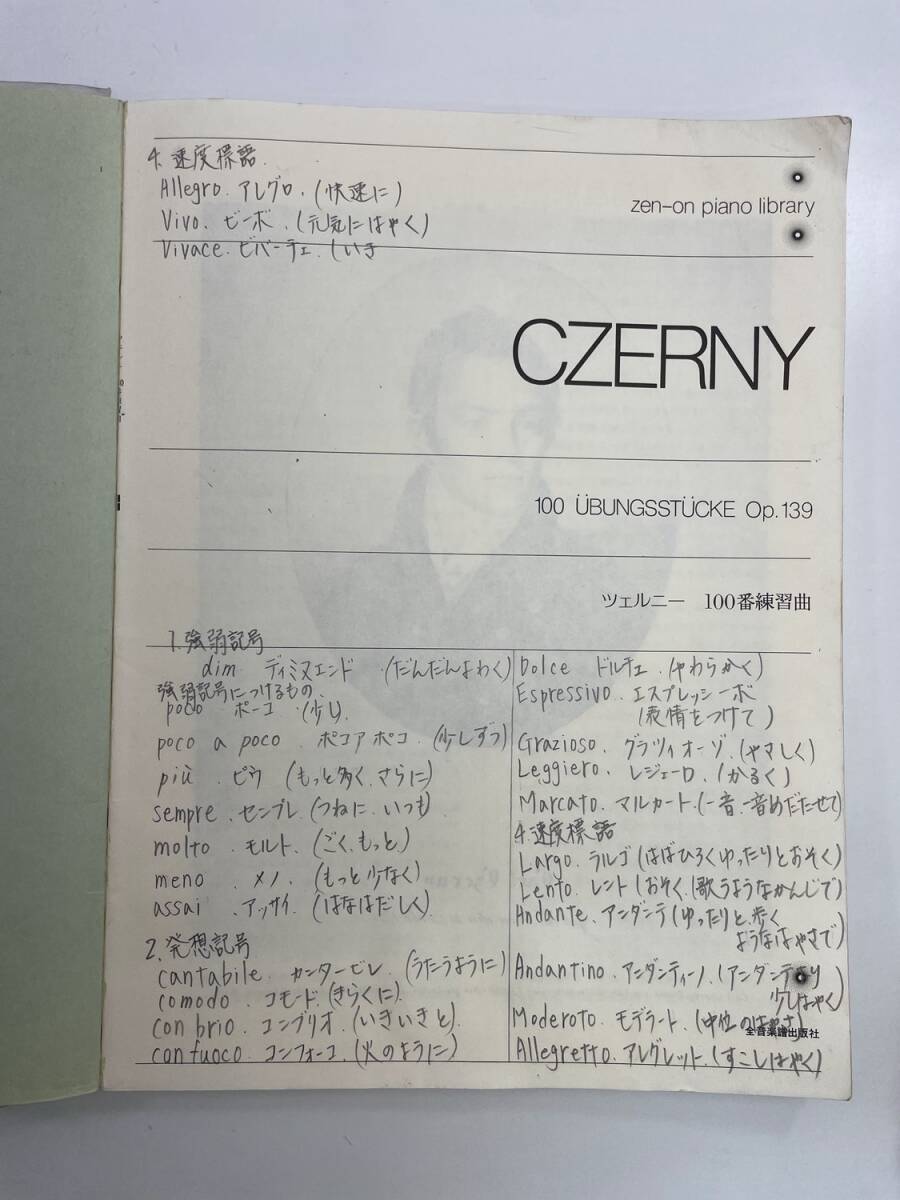 4. 速度標語.
Allegro. アレグロ. (快速に)
Vivo. ビーボ. (元気にはやく)
Vivace. ビバーチェ. (いき
zen-on piano library
CZERNY
100 ÜBUNGSSTÜCKE Op.139
ツェルニー 100番練習曲
1. 強弱記号
dim ディミヌエンド (だんだんよわく)
強弱記号につけるもの.
poco ポーコ (少し).
poco a poco. ポコアポコ. (少しずつ)
più. ピウ (もっと多く、さらに)
sempre. センプレ. (つねに、いつも)
molto. モルト. (ごく、もっと.)
meno. メノ. (もっと少なく)
assai. アッサイ. (はなはだしく).
2. 発想記号
cantabile. カンタービレ. (うたうように)
comodo. コモード. (きらくに).
con brio. コンブリオ. (いきいきと).
con fuoco. コンフォーコ. (火のように)
Dolce ドルチェ. (やわらかく)
Espressivo. エスプレッシーボ
(表情をつけて)
Grazioso. グラツィオーソ. (やさしく)
Leggiero. レジェーロ. (かるく)
Marcato. マルカート. (一音、一音めだたせて)
4. 速度標語
Largo. ラルゴ (はばひろくゆったりとおそく)
Lento. レント (おそく、(歌うようなかんじで)
Andante. アンダンテ (ゆったりと、歩く
ようなはやさで)
Andantino. アンダンティーノ. (アンダンテより
少しはやく)
Moderoto. モデラート. (中位のはやさ)
全音楽譜出版社
Allegretto. アレグレット. (すこしはやく)